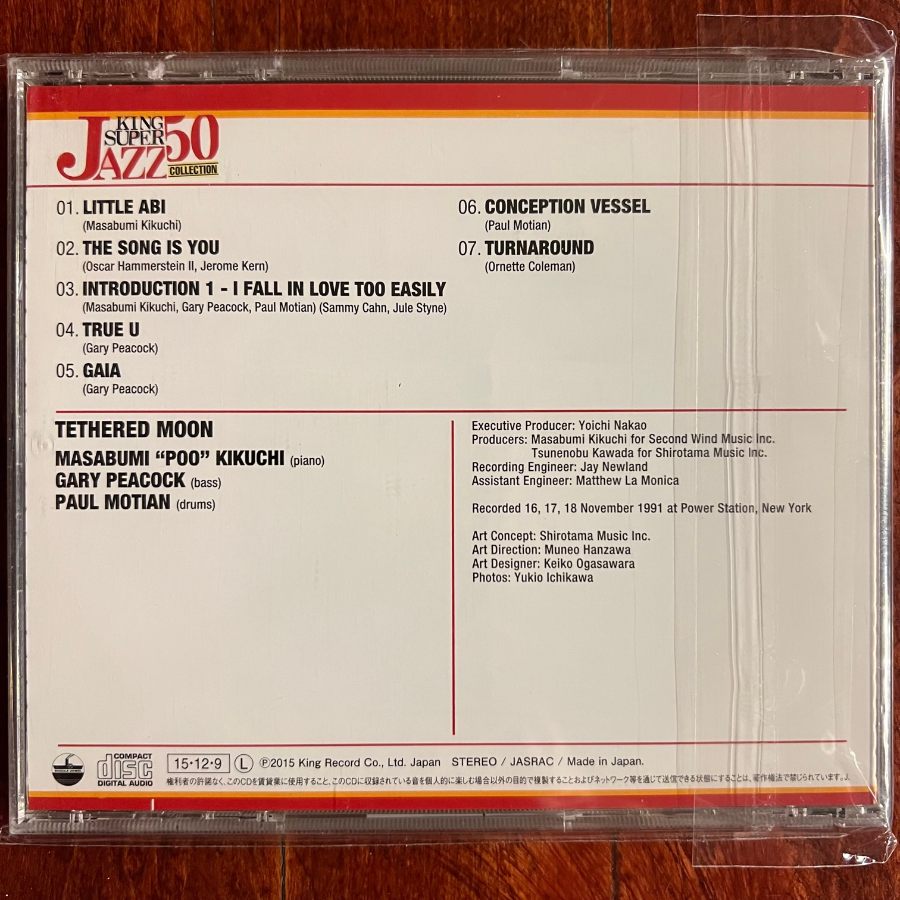 KING
SUPER
JAZZ 50
COLLECTION
01. LITTLE ABI
(Masabumi Kikuchi)
02. THE SONG IS YOU
(Oscar Hammerstein II, Jerome Kern)
03. INTRODUCTION 1 - I FALL IN LOVE TOO EASILY
(Masabumi Kikuchi, Gary Peacock, Paul Motian) (Sammy Cahn, Jule Styne)
04. TRUE U
(Gary Peacock)
05. GAIA
(Gary Peacock)
06. CONCEPTION VESSEL
(Paul Motian)
07. TURNAROUND
(Ornette Coleman)
TETHERED MOON
MASABUMI “POO” KIKUCHI (piano)
GARY PEACOCK (bass)
PAUL MOTIAN (drums)
Executive Producer: Yoichi Nakao
Producers: Masabumi Kikuchi for Second Wind Music Inc.
Tsunenobu Kawada for Shirotama Music Inc.
Recording Engineer: Jay Newland
Assistant Engineer: Matthew La Monica
Recorded 16, 17, 18 November 1991 at Power Station, New York
Art Concept: Shirotama Music Inc.
Art Direction: Muneo Hanzawa
Art Designer: Keiko Ogasawara
Photos: Yukio Ichikawa
COMPACT
disc
DIGITAL AUDIO
15・12・9 Ⓛ ℗2015 King Record Co., Ltd. Japan STEREO / JASRAC / Made in Japan.
権利者の許諾なく、このCDを賃貸業に使用すること、このCDに収録されている音を個人的に楽しむ場合以外の目的で複製することおよびネットワーク等を通じて送信できる状態にすることは、著作権法で禁じられています。J.